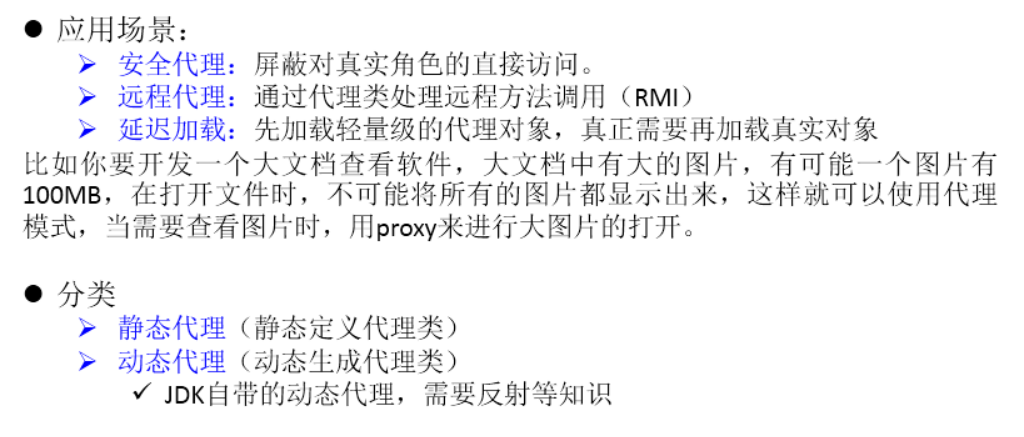 ● 应用场景：
➢ 安全代理：屏蔽对真实角色的直接访问。
➢ 远程代理：通过代理类处理远程方法调用（RMI）
➢ 延迟加载：先加载轻量级的代理对象，真正需要再加载真实对象
比如你要开发一个大文档查看软件，大文档中有大的图片，有可能一个图片有
100MB，在打开文件时，不可能将所有的图片都显示出来，这样就可以使用代理
模式，当需要查看图片时，用proxy来进行大图片的打开。
● 分类
➢ 静态代理（静态定义代理类）
➢ 动态代理（动态生成代理类）
✓ JDK自带的动态代理，需要反射等知识